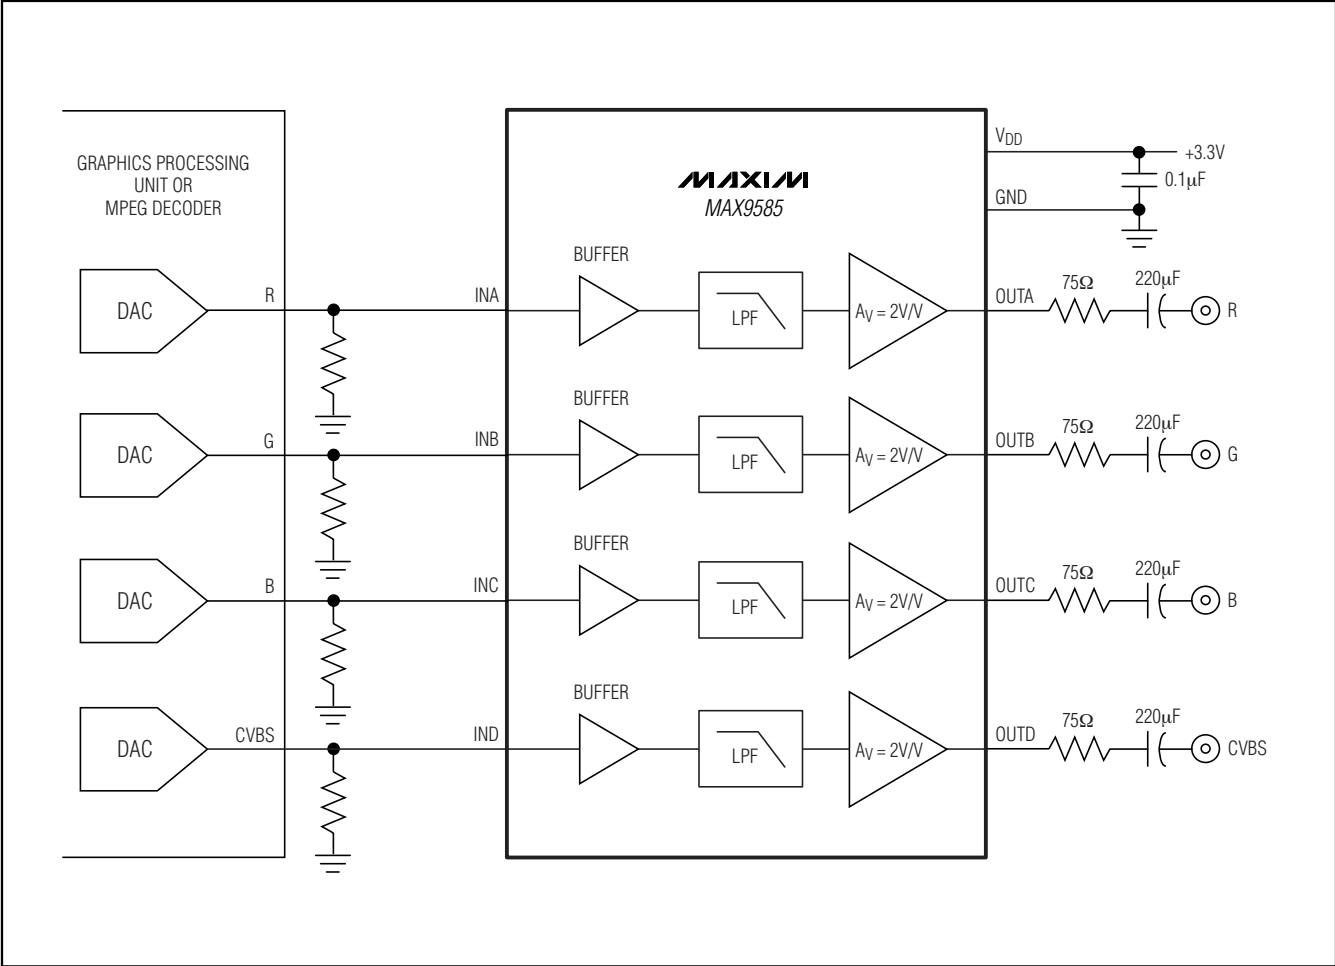 GRAPHICS PROCESSING
UNIT OR
MPEG DECODER
MAXIM
MAX9585
VDD
+3.3V
0.1µF
GND
DAC
R
INA
BUFFER
LPF
AV = 2V/V
OUTA
75Ω
220µF
R
DAC
G
INB
BUFFER
LPF
AV = 2V/V
OUTB
75Ω
220µF
G
DAC
B
INC
BUFFER
LPF
AV = 2V/V
OUTC
75Ω
220µF
B
DAC
CVBS
IND
BUFFER
LPF
AV = 2V/V
OUTD
75Ω
220µF
CVBS